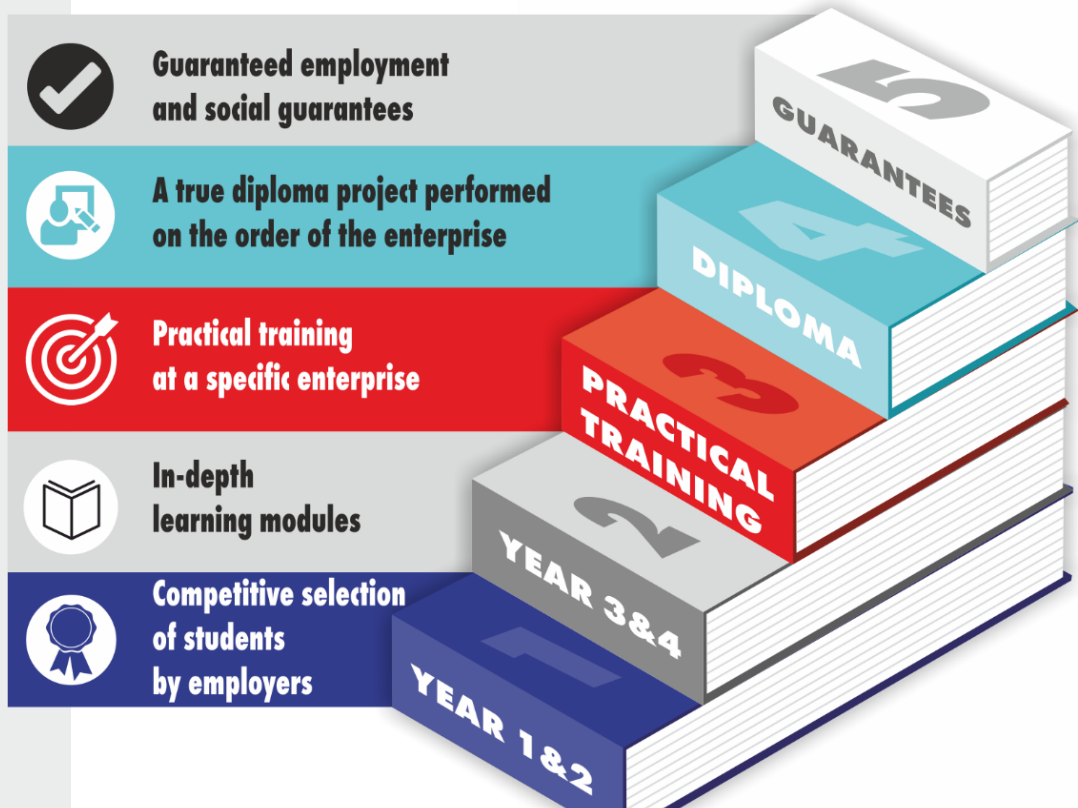 Guaranteed employment
and social guarantees
5
GUARANTEES
A true diploma project performed
on the order of the enterprise
4
DIPLOMA
Practical training
at a specific enterprise
3
PRACTICAL
TRAINING
In-depth
learning modules
2
YEAR 3&4
Competitive selection
of students
by employers
1
YEAR 1&2